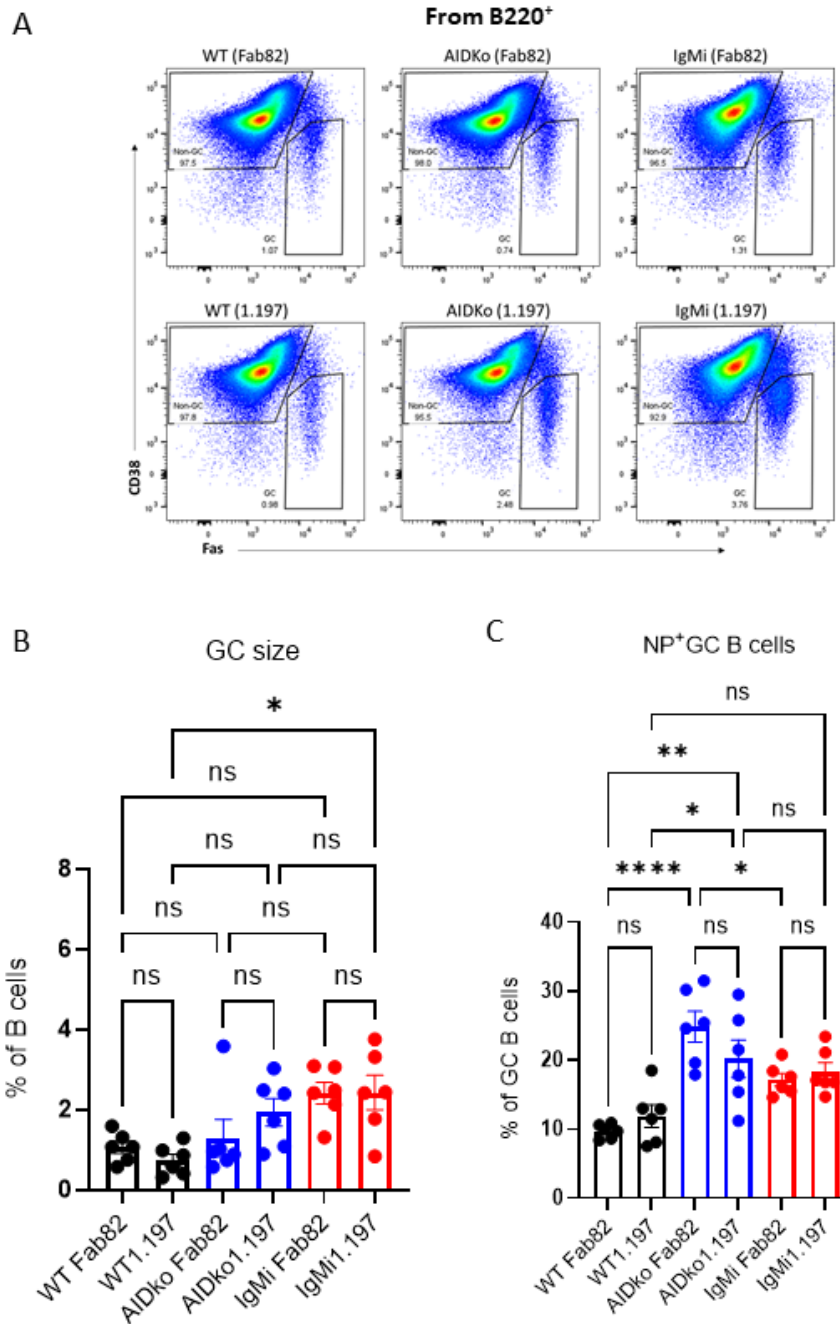 A
From B220+
WT (Fab82)
AIDKo (Fab82)
IgMi (Fab82)
Non-GC
97.5
GC
1.07
Non-GC
98.0
GC
0.74
Non-GC
96.5
GC
1.31
WT (1.197)
AIDKo (1.197)
IgMi (1.197)
Non-GC
97.8
GC
0.98
Non-GC
95.5
GC
2.48
Non-GC
92.9
GC
3.76
CD38
Fas
B
GC size
*
ns
ns ns
ns ns
ns ns ns
8
6
4
2
0
% of B cells
WT Fab82
WT1.197
AIDko Fab82
AIDko1.197
IgMi Fab82
IgMi1.197
C
NP+GC B cells
ns
**
* ns
**** *
ns ns ns
40
30
20
10
0
% of GC B cells
WT Fab82
WT1.197
AIDko Fab82
AIDko1.197
IgMi Fab82
IgMi1.197